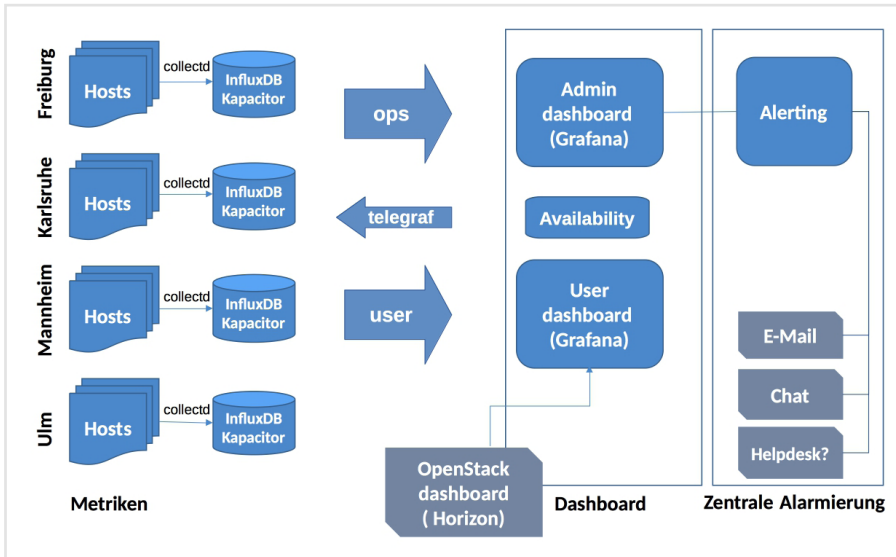 Freiburg
Hosts
collectd
InfluxDB
Kapacitor
Karlsruhe
Hosts
collectd
InfluxDB
Kapacitor
Mannheim
Hosts
collectd
InfluxDB
Kapacitor
Ulm
Hosts
collectd
InfluxDB
Kapacitor
Metriken
ops
telegraf
user
Admin
dashboard
(Grafana)
Availability
User
dashboard
(Grafana)
OpenStack
dashboard
( Horizon)
Dashboard
Alerting
E-Mail
Chat
Helpdesk?
Zentrale Alarmierung